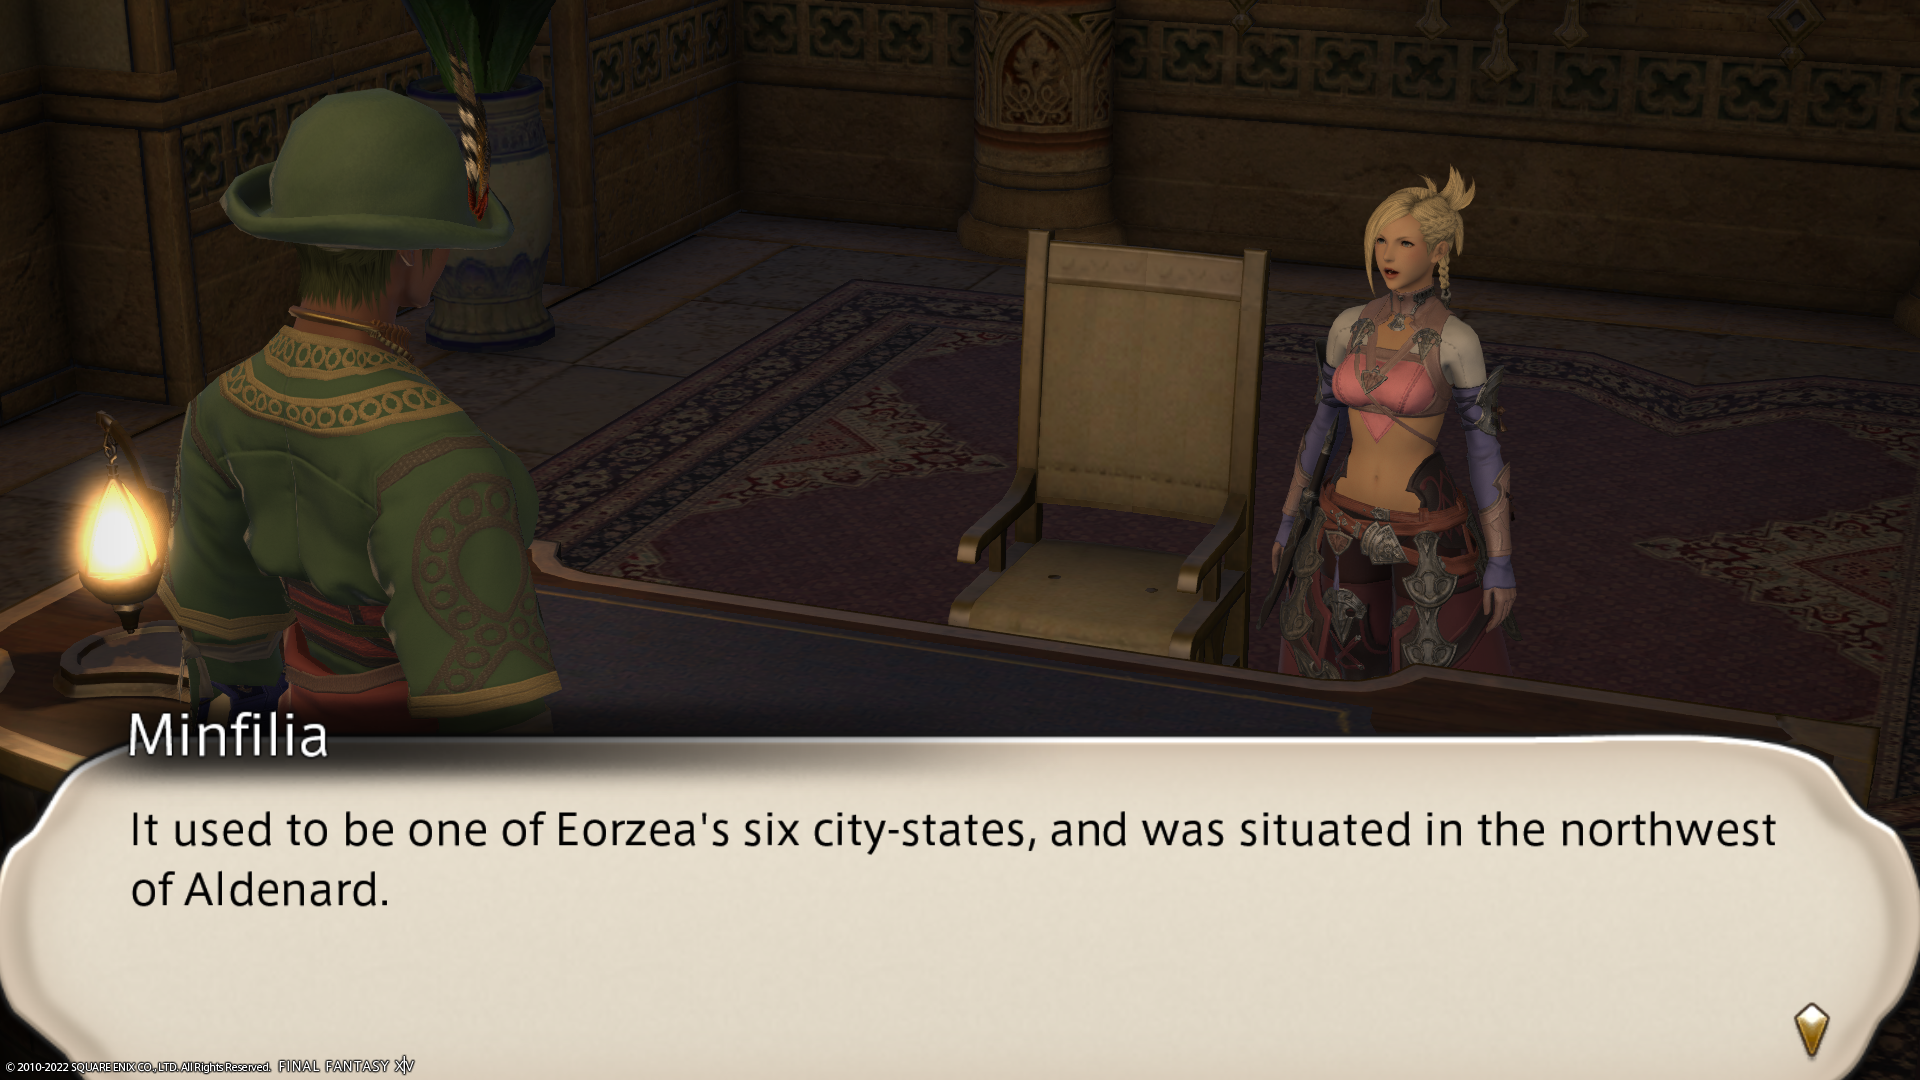 Minfilia
It used to be one of Eorzea's six city-states, and was situated in the northwest
of Aldenard.
© 2010-2022 SQUARE ENIX CO., LTD. All Rights Reserved. FINAL FANTASY XIV